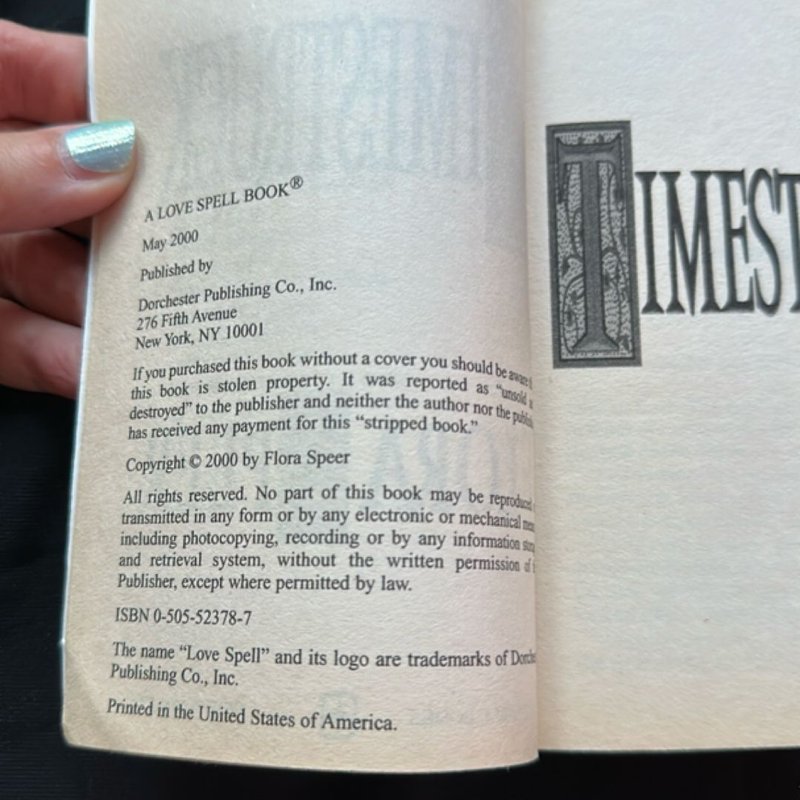 A LOVE SPELL BOOK®
May 2000
Published by
Dorchester Publishing Co., Inc.
276 Fifth Avenue
New York, NY 10001
If you purchased this book without a cover you should be aware
this book is stolen property. It was reported as “unsold
destroyed” to the publisher and neither the author nor the
has received any payment for this “stripped book.”
Copyright © 2000 by Flora Speer
All rights reserved. No part of this book may be reproduced
transmitted in any form or by any electronic or mechanical
including photocopying, recording or by any information
and retrieval system, without the written permission of
Publisher, except where permitted by law.
ISBN 0-505-52378-7
The name “Love Spell” and its logo are trademarks of
Publishing Co., Inc.
Printed in the United States of America.
TIMEST